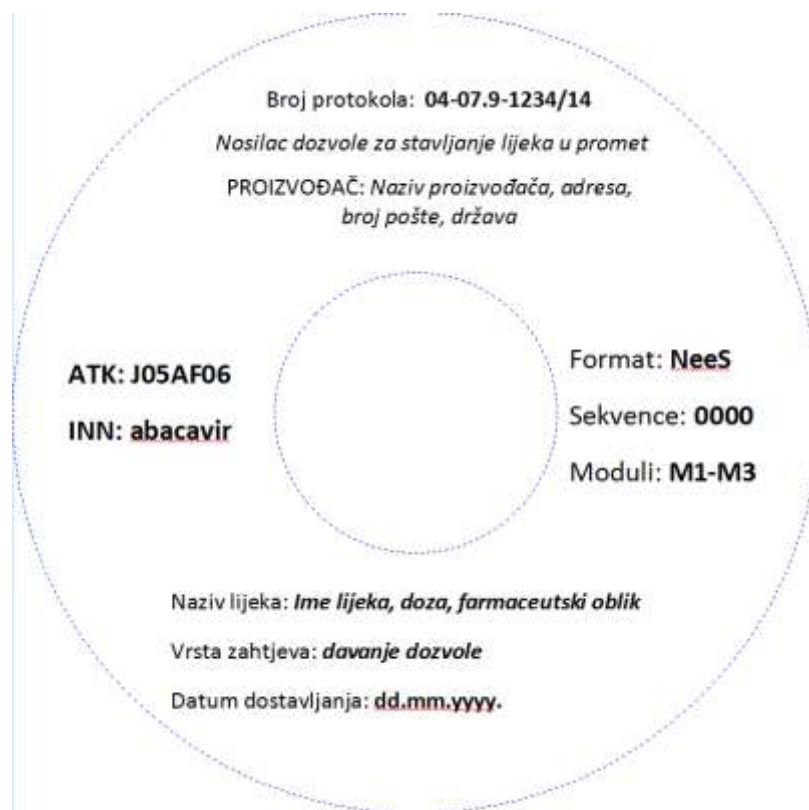 Broj protokola: 04-07.9-1234/14
Nosilac dozvole za stavljanje lijeka u promet
PROIZVOĐAČ: Naziv proizvođača, adresa,
broj pošte, država
ATK: J05AF06
INN: abacavir
Format: NeeS
Sekvence: 0000
Moduli: M1-M3
Naziv lijeka: Ime lijeka, doza, farmaceutski oblik
Vrsta zahtjeva: davanje dozvole
Datum dostavljanja: dd.mm.yyyy.